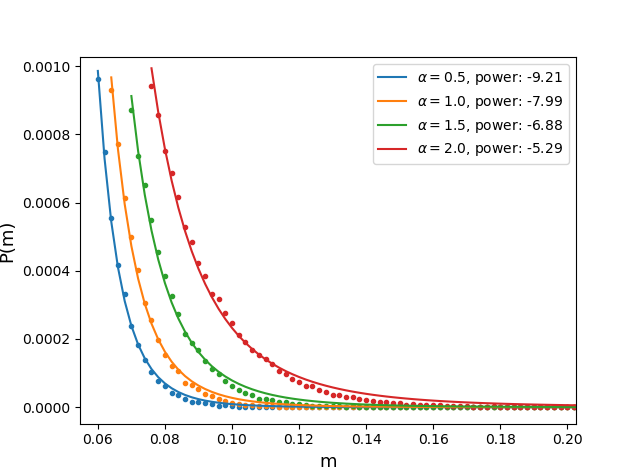 0.0010
0.0008
0.0006
0.0004
0.0002
0.0000
P(m)
α = 0.5, power: -9.21
α = 1.0, power: -7.99
α = 1.5, power: -6.88
α = 2.0, power: -5.29
0.06 0.08 0.10 0.12 0.14 0.16 0.18 0.20
m